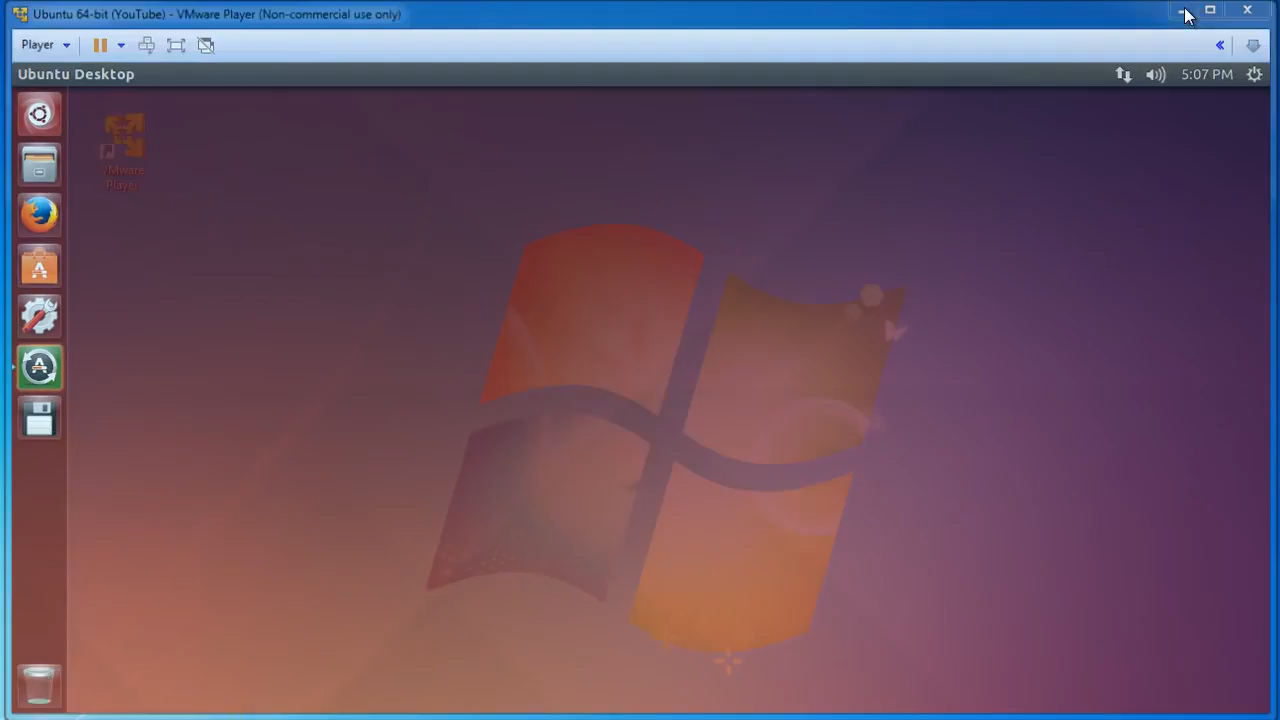 Ubuntu 64-bit (YouTube) - VMware Player (Non-commercial use only)
Player
Ubuntu Desktop
5:07 PM
VMware
Player